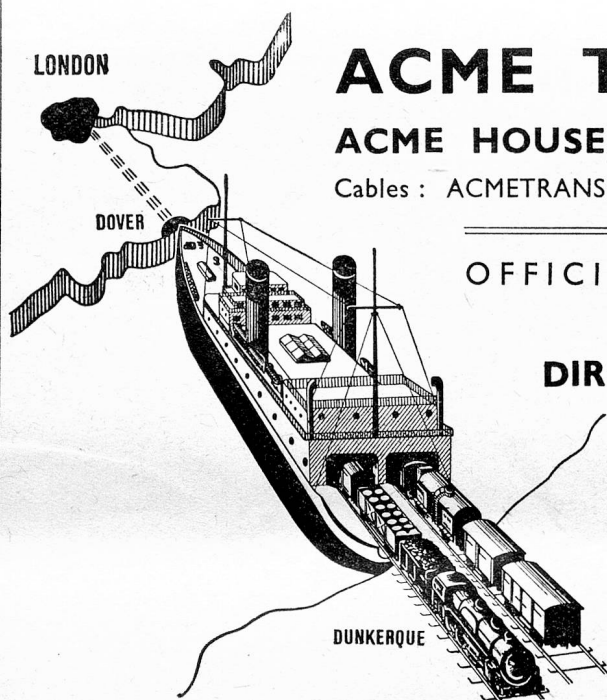 LONDON
ACME T
ACME HOUSE
Cables : ACMETRANS
DOVER
OFFICI
DIR
DUNKERQUE